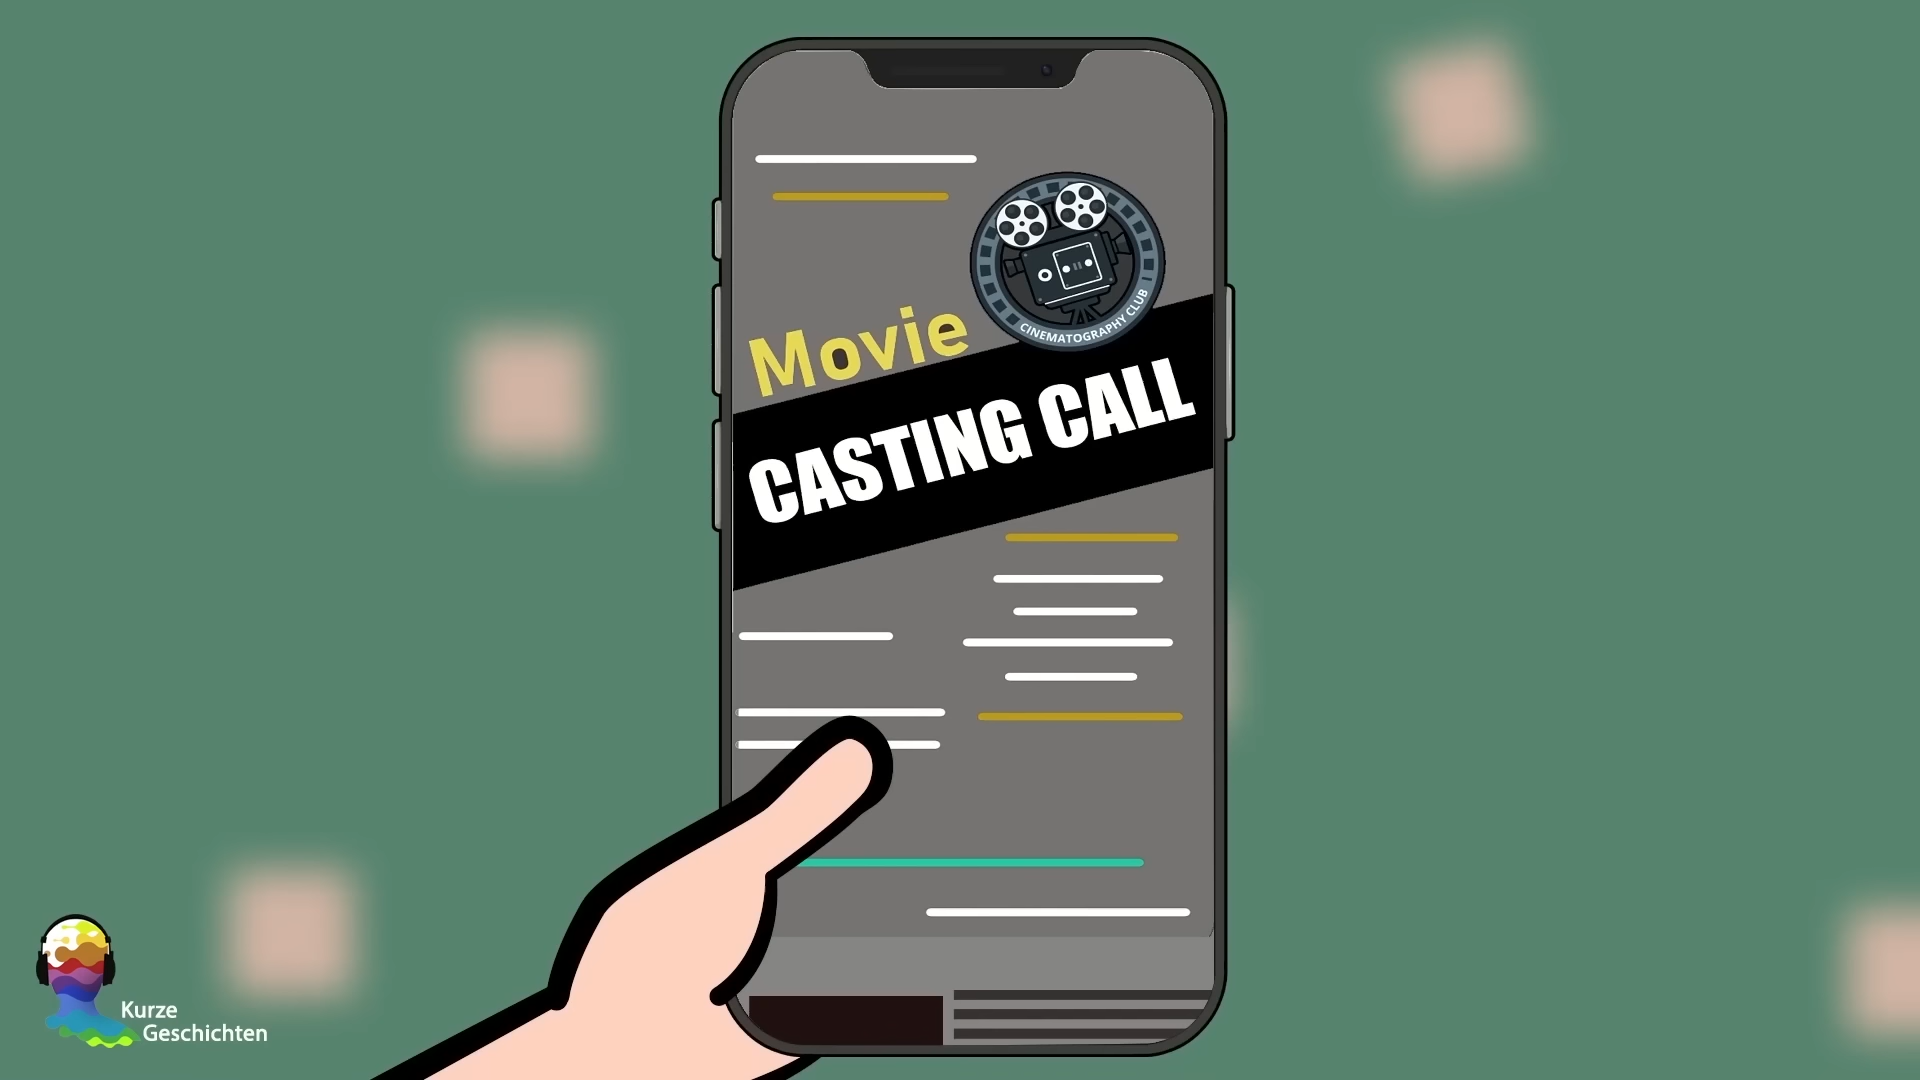 CINEMATOGRAPHY CLUB
Movie
CASTING CALL
Kurze
Geschichten